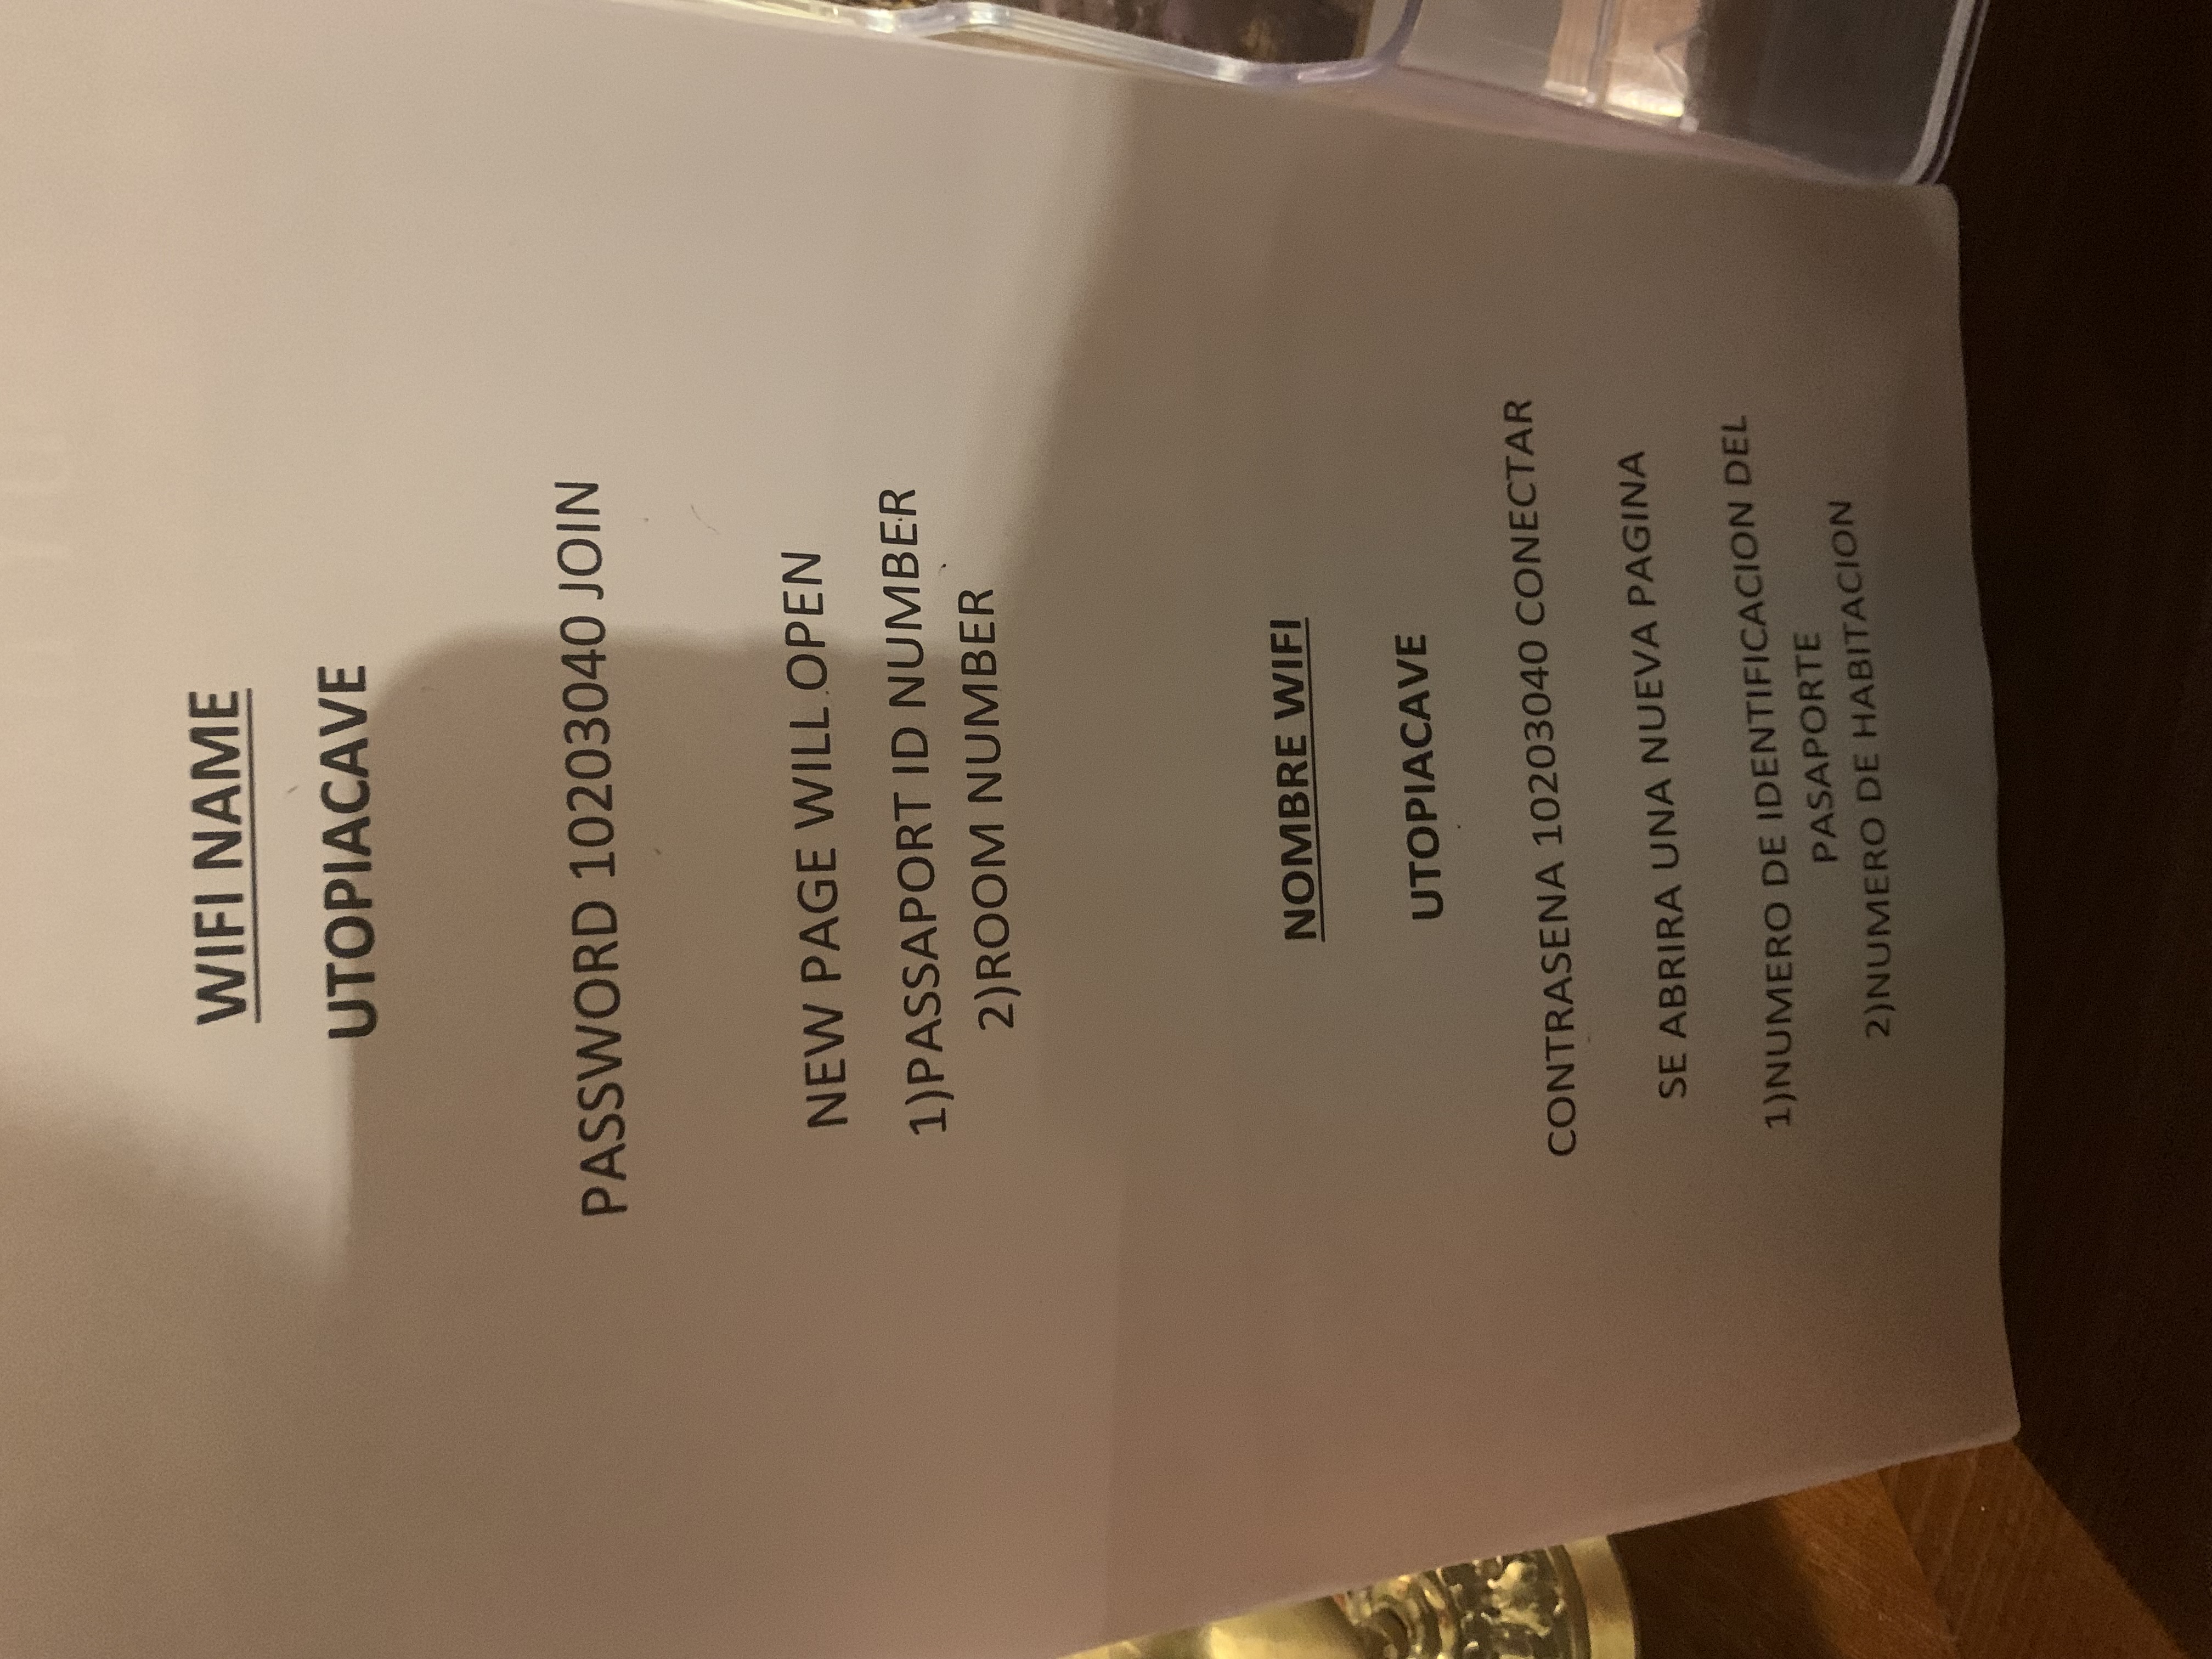 WIFI NAME
UTOPIACAVE
PASSWORD 10203040 JOIN
NEW PAGE WILL OPEN
1)PASSAPORT ID NUMBER
2)ROOM NUMBER
NOMBRE WIFI
UTOPIACAVE
CONTRASENA 10203040 CONECTAR
SE ABRIRA UNA NUEVA PAGINA
1)NUMERO DE IDENTIFICACION DEL
PASAPORTE
2)NUMERO DE HABITACION